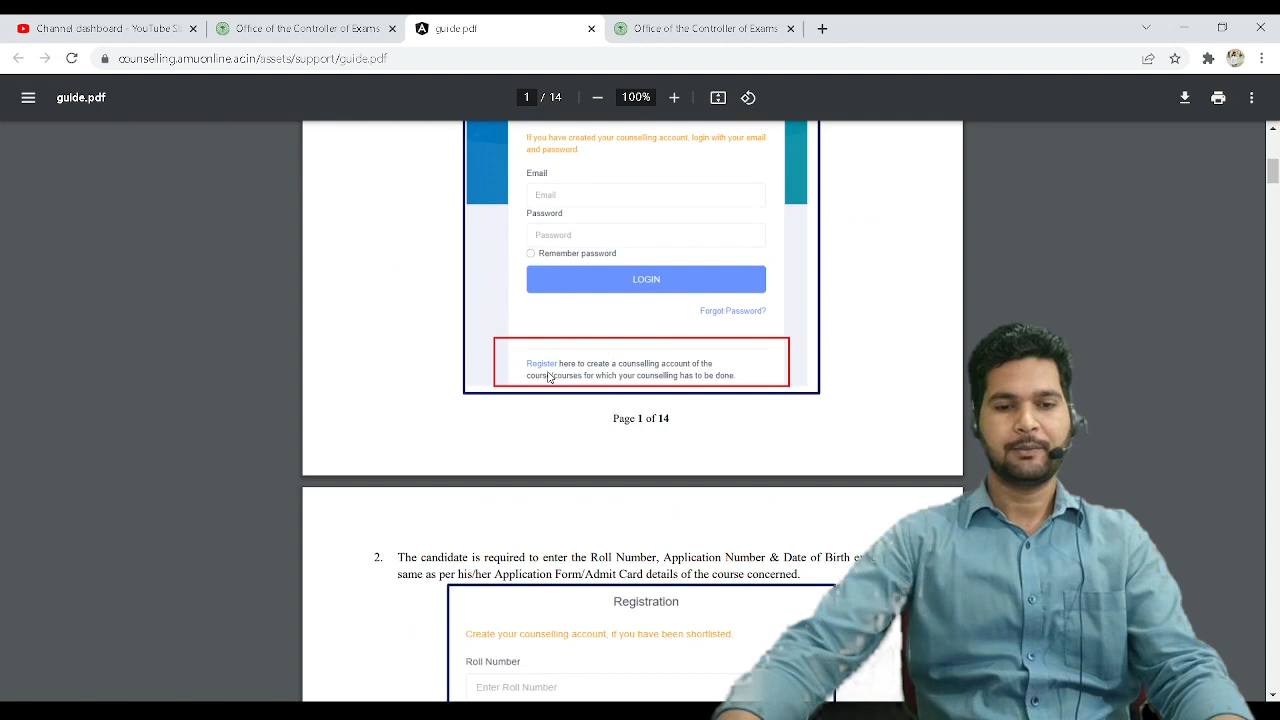 Channel dashboard - YouTube St
Office of the Controller of Exams
guide.pdf
Office of the Controller of Exams
counselling.amuonline.ac.in/assets/support/guide.pdf
guide.pdf
1 / 14
100%
If you have created your counselling account, login with your email
and password.
Email
Email
Password
Password
Remember password
LOGIN
Forgot Password?
Register here to create a counselling account of the
course/courses for which your counselling has to be done.
Page 1 of 14
2. The candidate is required to enter the Roll Number, Application Number & Date of Birth
same as per his/her Application Form/Admit Card details of the course concerned.
Registration
Create your counselling account, if you have been shortlisted.
Roll Number
Enter Roll Number